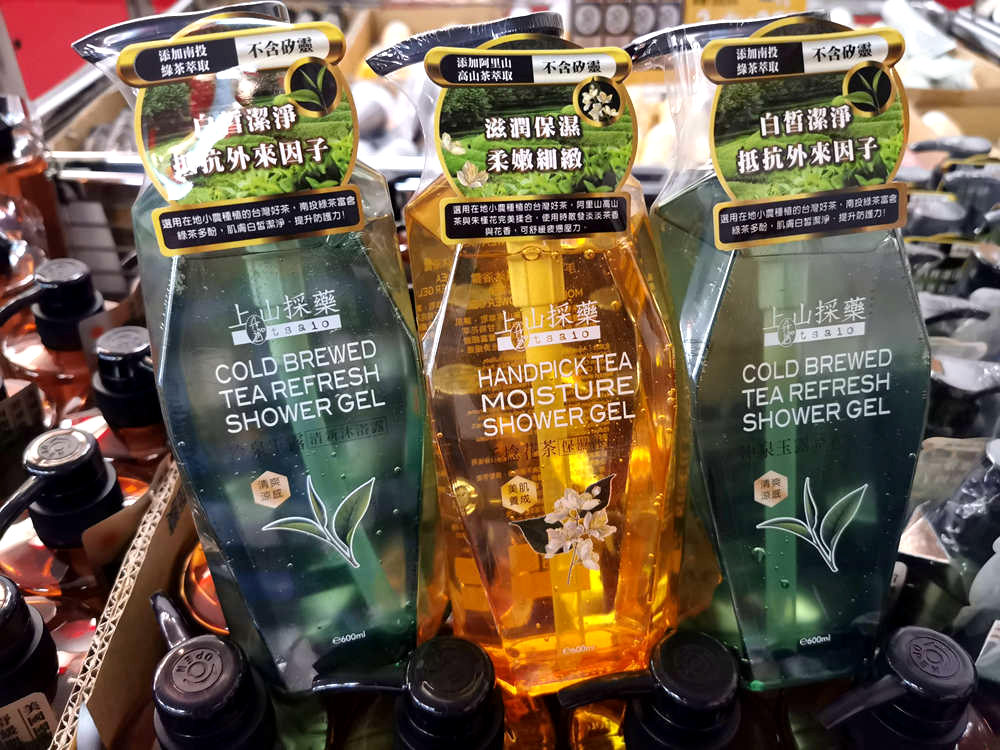 添加南投
綠茶萃取
不含矽靈
白皙潔淨
抵抗外來因子
選用在地小農種植的台灣好茶，南投綠茶富含
綠茶多酚，肌膚白皙潔淨，提升防護力!
上山採藥
tsaio
COLD BREWED
TEA REFRESH
SHOWER GEL
清爽沐浴露
清爽
涼感
e600ml
添加阿里山
高山茶萃取
不含矽靈
滋潤保濕
柔嫩細緻
選用在地小農種植的台灣好茶，阿里山高山
茶與朱槿花完美揉合，使用時散發淡淡茶香
與花香，可舒緩疲憊壓力。
上山採藥
tsaio
HANDPICK TEA
MOISTURE
SHOWER GEL
美肌
養成
e600ml
添加南投
綠茶萃取
不含矽靈
白皙潔淨
抵抗外來因子
選用在地小農種植的台灣好茶，南投綠茶富含
綠茶多酚，肌膚白皙潔淨，提升防護力!
上山採藥
tsaio
COLD BREWED
TEA REFRESH
SHOWER GEL
清爽
涼感
e600ml
OPEN